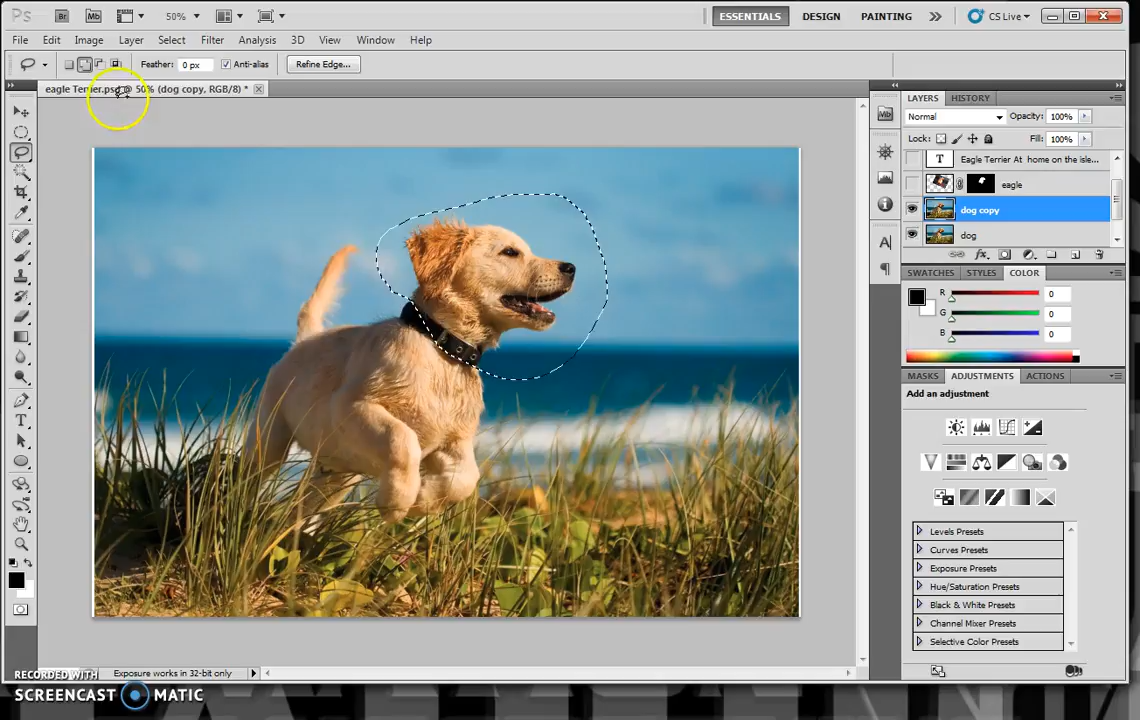 Ps Br Mb 50% ESSENTIALS DESIGN PAINTING CS Live
File Edit Image Layer Select Filter Analysis 3D View Window Help
Feather: 0 px Anti-alias Refine Edge...
eagle Terrier.psd @ 50% (dog copy, RGB/8) *
LAYERS HISTORY
Normal Opacity: 100%
Lock: Fill: 100%
T Eagle Terrier At home on the isle...
eagle
dog copy
dog
SWATCHES STYLES COLOR
R 0
G 0
B 0
MASKS ADJUSTMENTS ACTIONS
Add an adjustment
Levels Presets
Curves Presets
Exposure Presets
Hue/Saturation Presets
Black & White Presets
Channel Mixer Presets
Selective Color Presets
Exposure works in 32-bit only
RECORDED WITH
SCREENCAST MATIC